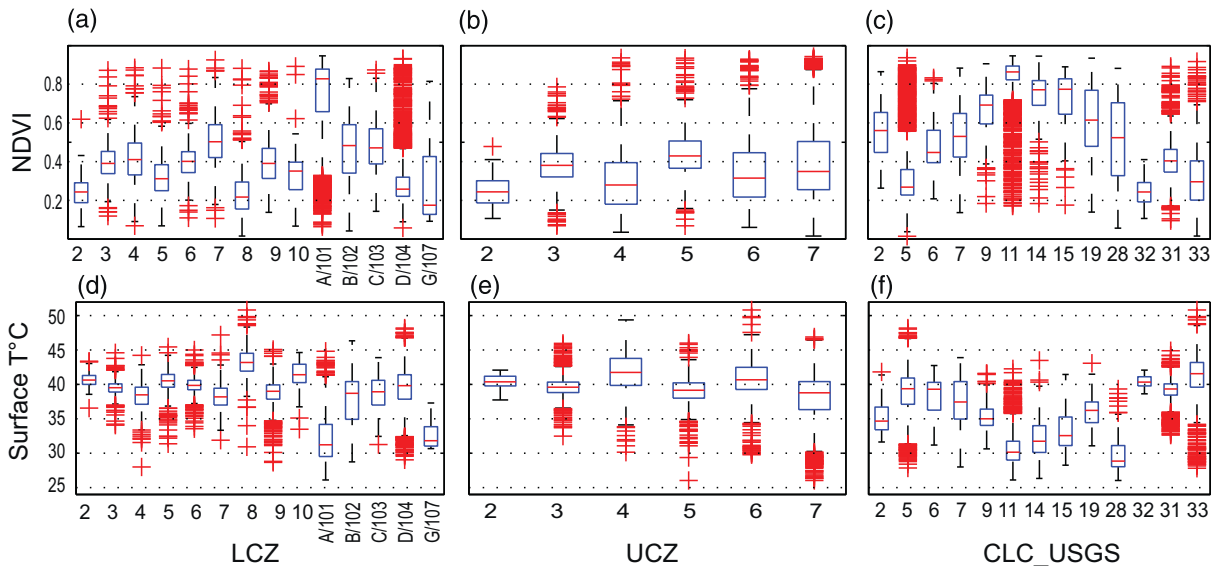 (a)
(b)
(c)
NDVI
0.8
0.6
0.4
0.2
2 3 4 5 6 7 8 9 10 A/101 B/102 C/103 D/104 G/107
2 3 4 5 6 7
2 5 6 7 9 11 14 15 19 28 32 31 33
(d)
(e)
(f)
Surface T°C
50
45
40
35
30
25
2 3 4 5 6 7 8 9 10 A/101 B/102 C/103 D/104 G/107
2 3 4 5 6 7
2 5 6 7 9 11 14 15 19 28 32 31 33
LCZ
UCZ
CLC_USGS